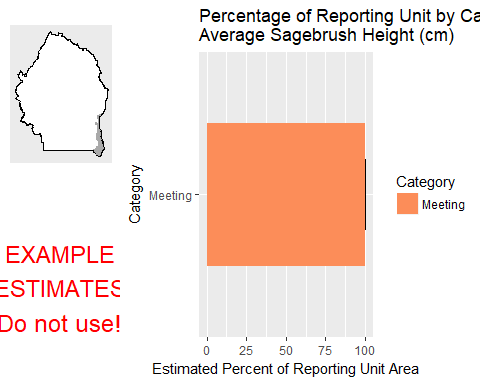 Percentage of Reporting Unit by Ca
Average Sagebrush Height (cm)
Category
Meeting
Category
Meeting
EXAMPLE
ESTIMATES
Do not use!
0 25 50 75 100
Estimated Percent of Reporting Unit Area